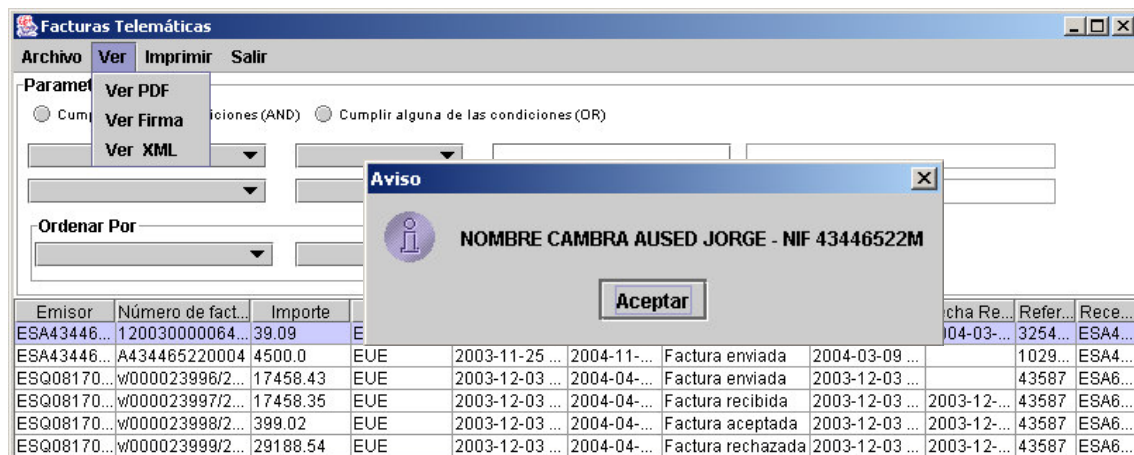 Facturas Telemáticas
Archivo Ver Imprimir Salir
Paramet
Ver PDF
Cum iciones (AND) Cumplir alguna de las condiciones (OR)
Ver Firma
Ver XML
Aviso
Ordenar Por
NOMBRE CAMBRA AUSED JORGE - NIF 43446522M
Aceptar
Emisor Número de fact... Importe cha Re... Refer... Rece...
ESA43446... 120030000064... 39.09 E 04-03-... 3254... ESA4...
ESA43446... A434465220004 4500.0 EUE 2003-11-25 ... 2004-11-... Factura enviada 2004-03-09 ... 1029... ESA4...
ESQ08170... v/000023996/2... 17458.43 EUE 2003-12-03 ... 2004-04-... Factura enviada 2003-12-03 ... 43587 ESA6...
ESQ08170... v/000023997/2... 17458.35 EUE 2003-12-03 ... 2004-04-... Factura recibida 2003-12-03 ... 2003-12-... 43587 ESA6...
ESQ08170... v/000023998/2... 399.02 EUE 2003-12-03 ... 2004-04-... Factura aceptada 2003-12-03 ... 2003-12-... 43587 ESA6...
ESQ08170... v/000023999/2... 29188.54 EUE 2003-12-03 ... 2004-04-... Factura rechazada 2003-12-03 ... 2003-12-... 43587 ESA6...